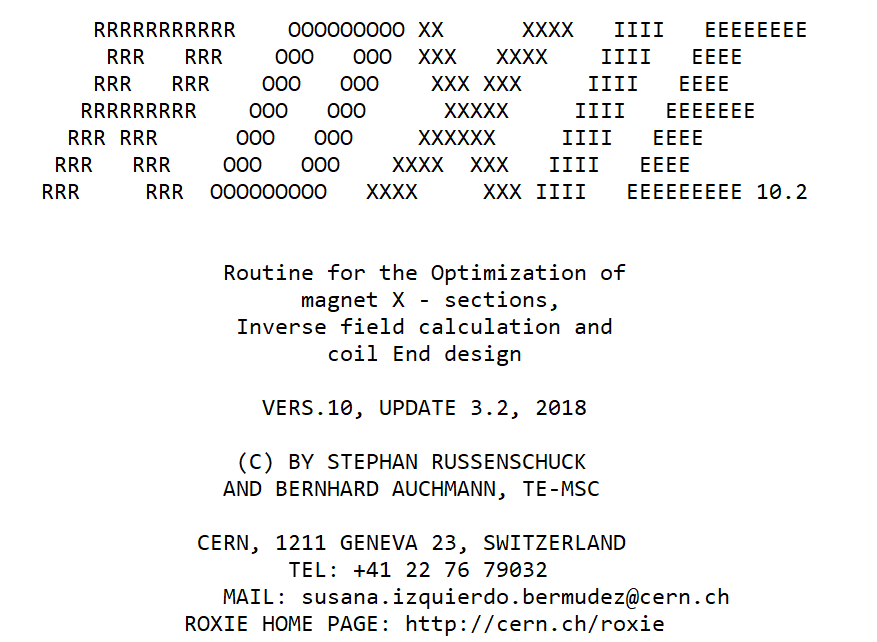 RRRRRRRRRRR    OOOOOOOOO XX      XXXX   IIII   EEEEEEEE
RRR   RRR    OOO   OOO  XXX   XXXX    IIII   EEEE
RRR   RRR    OOO   OOO    XXX XXX     IIII   EEEE
RRRRRRRRR    OOO   OOO      XXXXX     IIII   EEEEEEE
RRR RRR      OOO   OOO     XXXXXX     IIII   EEEE
RRR   RRR    OOO   OOO    XXXX  XXX   IIII   EEEE
RRR     RRR  OOOOOOOOO   XXXX     XXX IIII   EEEEEEEEE 10.2
Routine for the Optimization of
magnet X - sections,
Inverse field calculation and
coil End design
VERS.10, UPDATE 3.2, 2018
(C) BY STEPHAN RUSSENSCHUCK
AND BERNHARD AUCHMANN, TE-MSC
CERN, 1211 GENEVA 23, SWITZERLAND
TEL: +41 22 76 79032
MAIL: susana.izquierdo.bermudez@cern.ch
ROXIE HOME PAGE: http://cern.ch/roxie